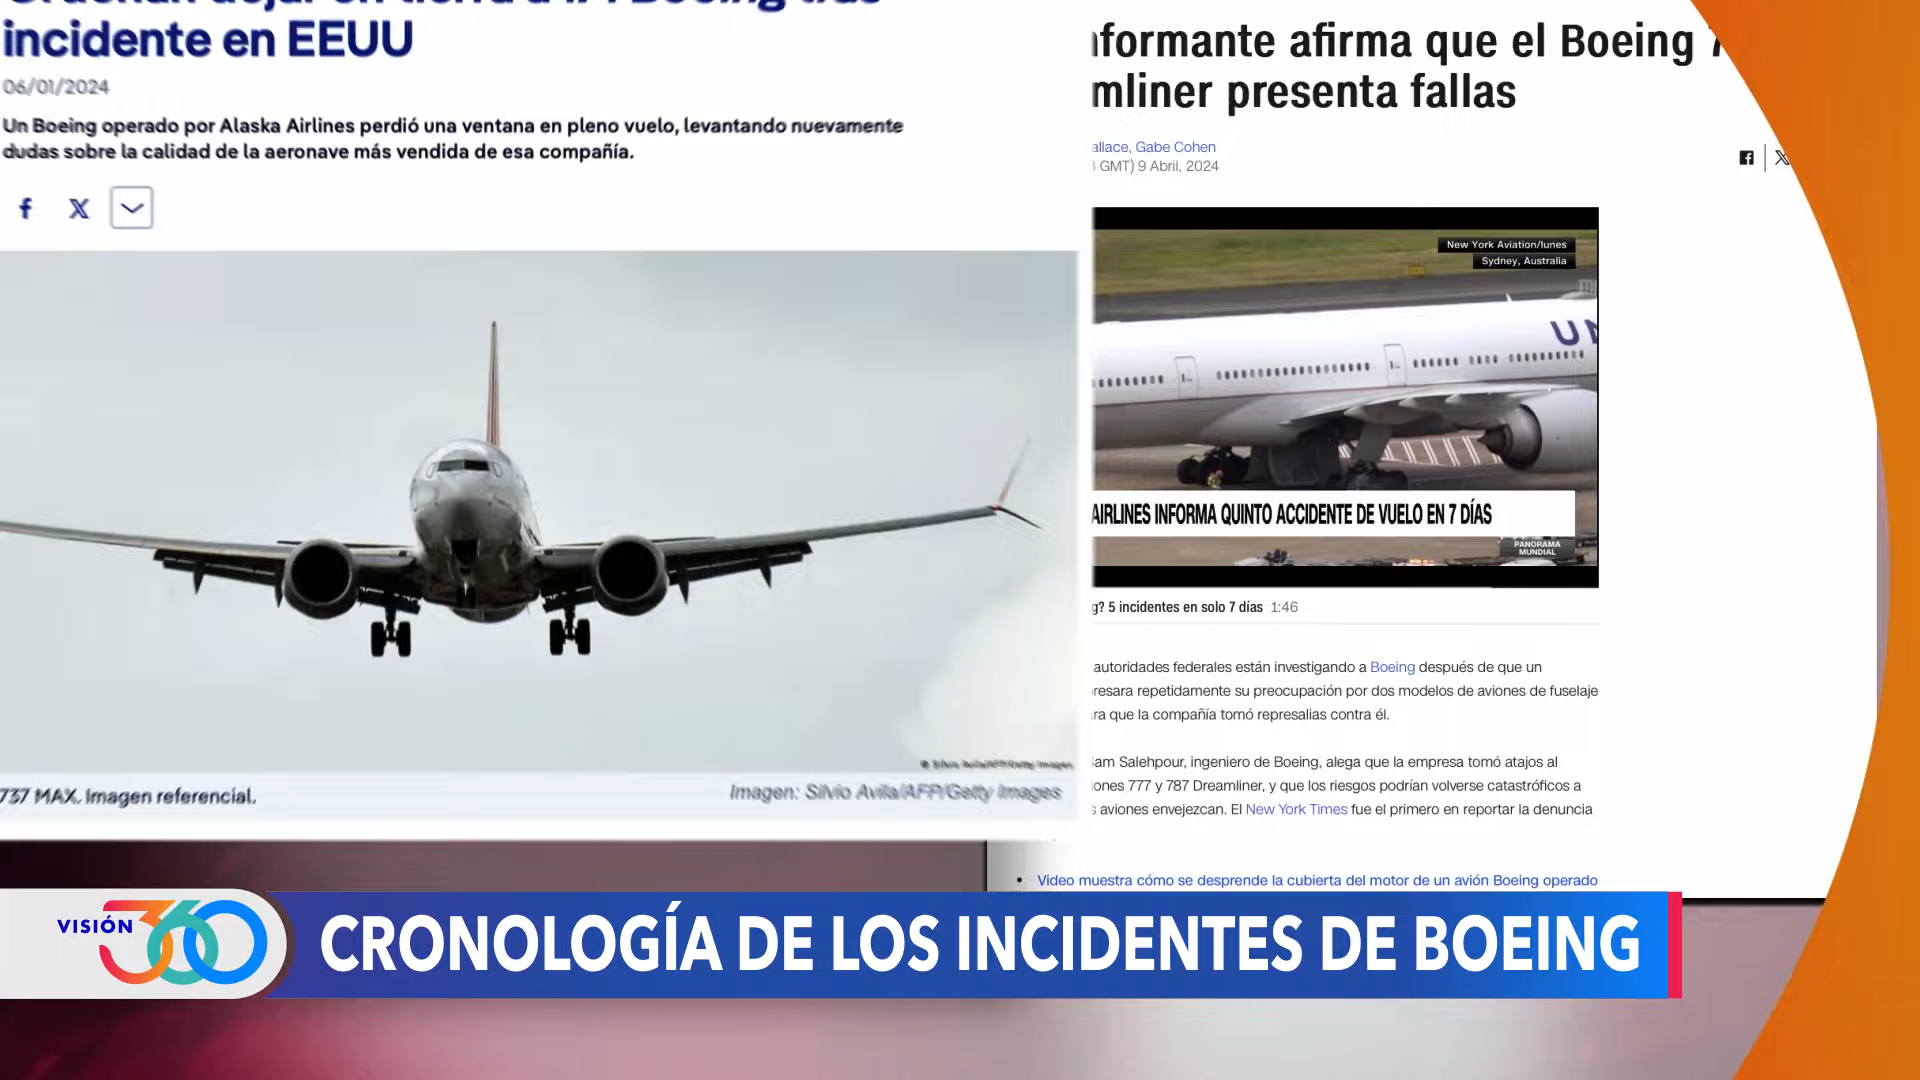 incidente en EEUU
06/01/2024
Un Boeing operado por Alaska Airlines perdió una ventana en pleno vuelo, levantando nuevamente
dudas sobre la calidad de la aeronave más vendida de esa compañía.
737 MAX. Imagen referencial.
Imagen: Silvio Avila/AFP/Getty Images
nformante afirma que el Boeing 7
mliner presenta fallas
allace, Gabe Cohen
GMT) 9 Abril, 2024
New York Aviation/lunes
Sydney, Australia
UN
AIRLINES INFORMA QUINTO ACCIDENTE DE VUELO EN 7 DÍAS
PANORAMA
MUNDIAL
g? 5 incidentes en solo 7 días 1:46
autoridades federales están investigando a Boeing después de que un
resara repetidamente su preocupación por dos modelos de aviones de fuselaje
ra que la compañía tomó represalias contra él.
Sam Salehpour, ingeniero de Boeing, alega que la empresa tomó atajos al
iones 777 y 787 Dreamliner, y que los riesgos podrían volverse catastróficos a
s aviones envejezcan. El New York Times fue el primero en reportar la denuncia
• Video muestra cómo se desprende la cubierta del motor de un avión Boeing operado
VISIÓN 360
CRONOLOGÍA DE LOS INCIDENTES DE BOEING